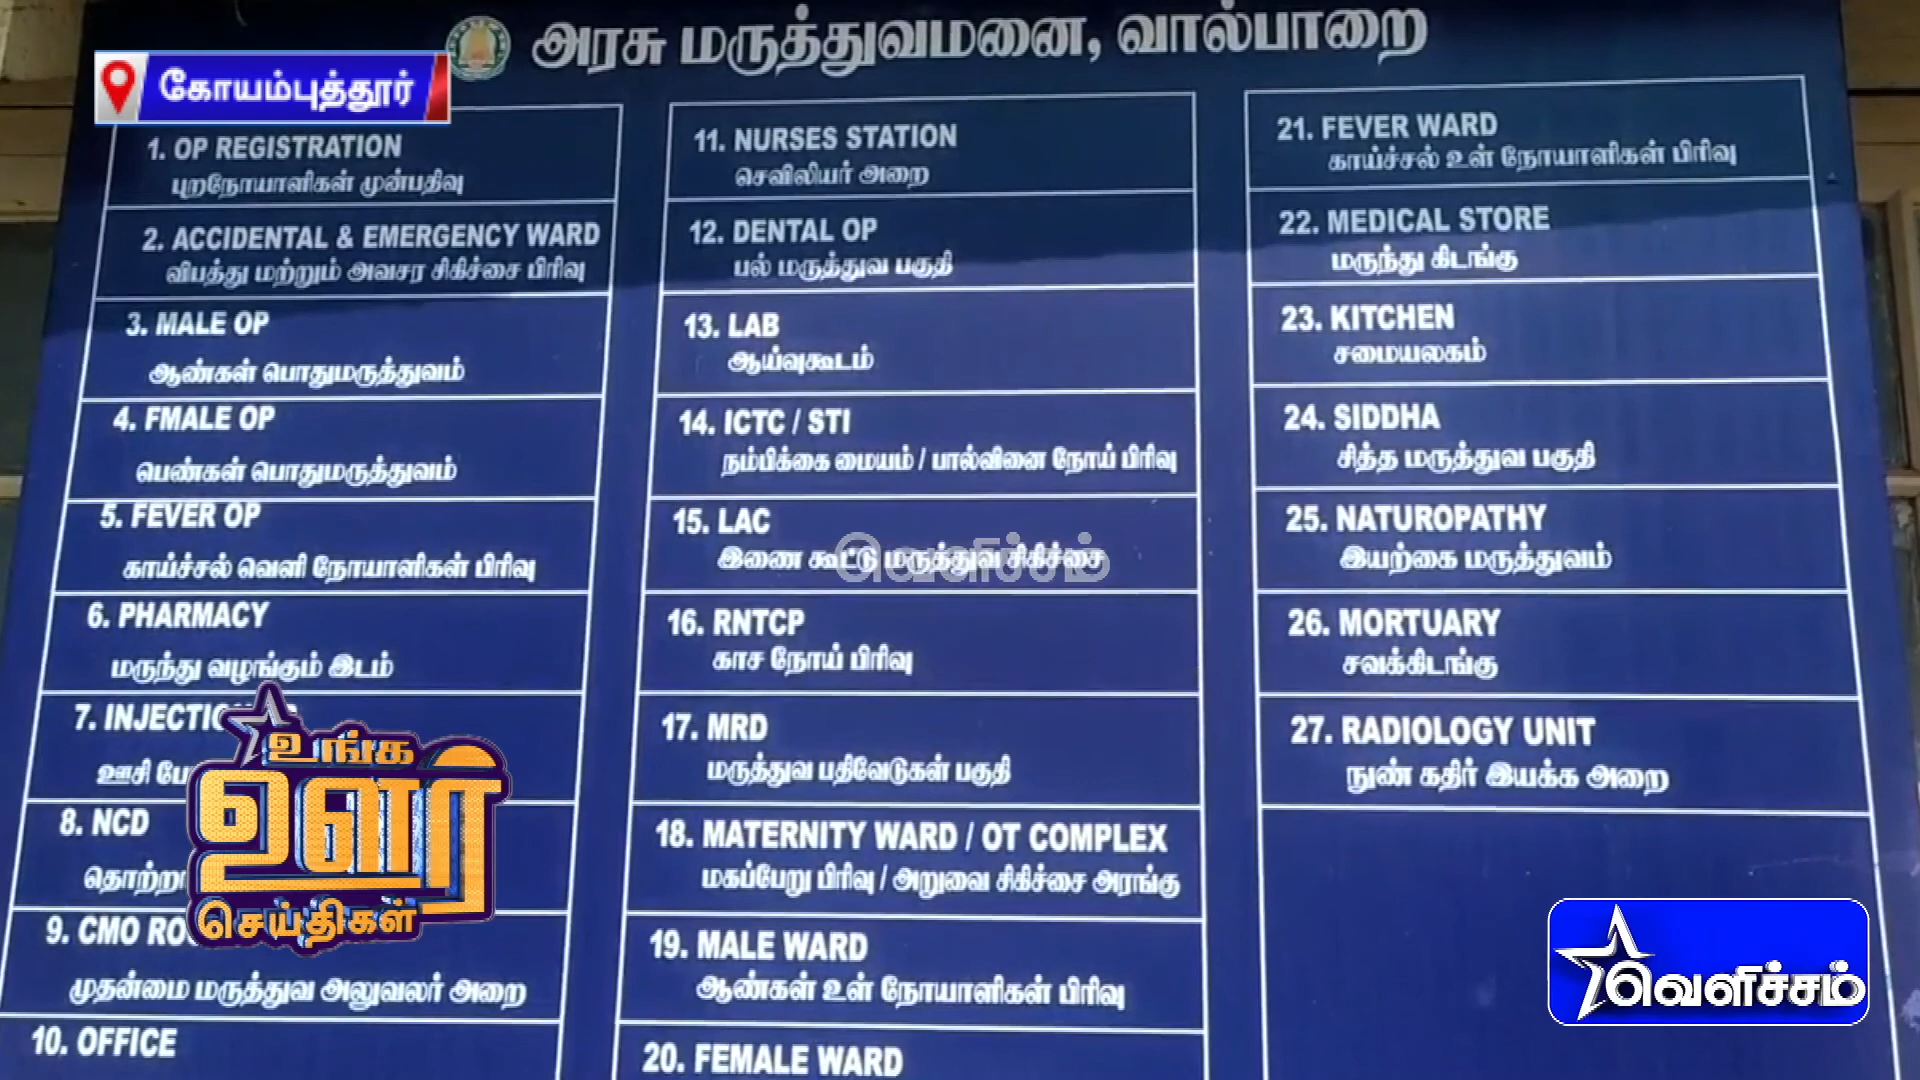 அரசு மருத்துவமனை, வால்பாறை
கோயம்புத்தூர்
1. OP REGISTRATION
புறநோயாளிகள் முன்பதிவு
2. ACCIDENTAL & EMERGENCY WARD
விபத்து மற்றும் அவசர சிகிச்சை பிரிவு
3. MALE OP
ஆண்கள் பொதுமருத்துவம்
4. FMALE OP
பெண்கள் பொதுமருத்துவம்
5. FEVER OP
காய்ச்சல் வெளி நோயாளிகள் பிரிவு
6. PHARMACY
மருந்து வழங்கும் இடம்
7.
ஊசி
8. NCD
9. CMO
முதன்மை மருத்துவ அலுவலர் அறை
10. OFFICE
11. NURSES STATION
செவிலியர் அறை
12. DENTAL OP
பல் மருத்துவ பகுதி
13. LAB
ஆய்வுகூடம்
14. ICTC / STI
நம்பிக்கை மையம் / பால்வினை நோய் பிரிவு
15. LAC
இணை கூட்டு மருத்துவ சிகிச்சை
வெளிச்சம்
16. RNTCP
காச நோய் பிரிவு
17. MRD
மருத்துவ பதிவேடுகள் பகுதி
18. MATERNITY WARD / OT COMPLEX
மகப்பேறு பிரிவு / அறுவை சிகிச்சை அரங்கு
19. MALE WARD
ஆண்கள் உள் நோயாளிகள் பிரிவு
20. FEMALE WARD
21. FEVER WARD
காய்ச்சல் உள் நோயாளிகள் பிரிவு
22. MEDICAL STORE
மருந்து கிடங்கு
23. KITCHEN
சமையலகம்
24. SIDDHA
சித்த மருத்துவ பகுதி
25. NATUROPATHY
இயற்கை மருத்துவம்
26. MORTUARY
சவக்கிடங்கு
27. RADIOLOGY UNIT
நுண் கதிர் இயக்க அறை
உங்க
ஊர்
செய்திகள்
வெளிச்சம்